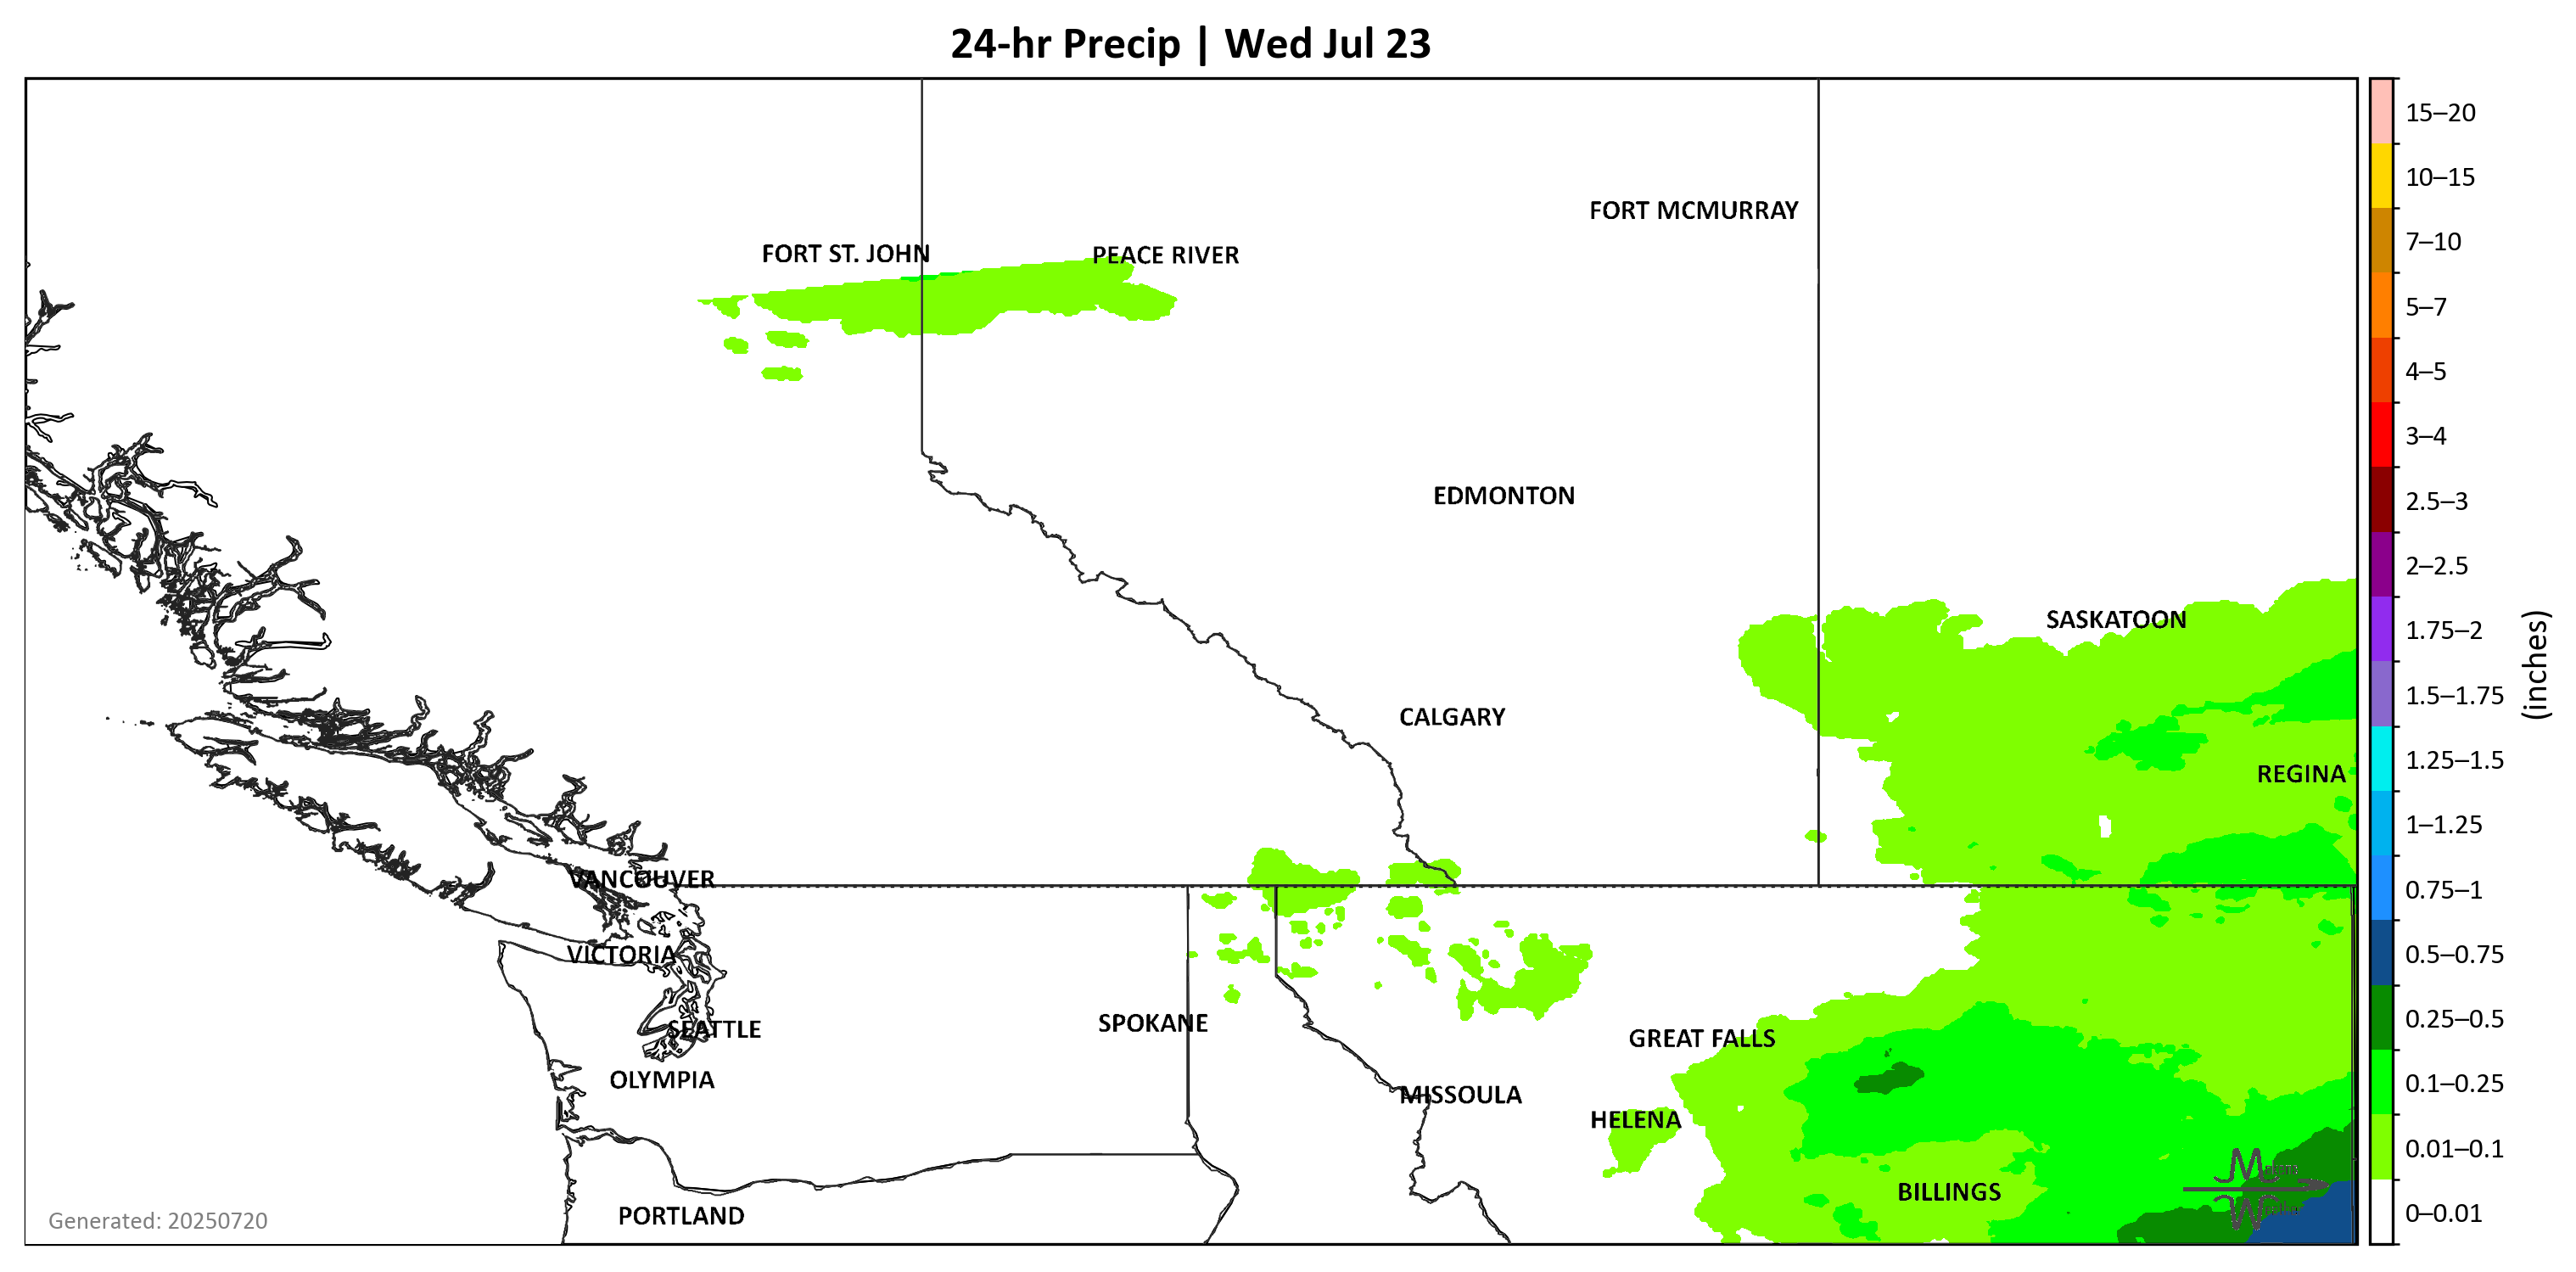 24-hr Precip | Wed Jul 23
15–20
10–15
FORT MCMURRAY
7–10
FORT ST. JOHN
PEACE RIVER
5–7
4–5
3–4
EDMONTON
2.5–3
2–2.5
SASKATOON
1.75–2
(inches)
1.5–1.75
CALGARY
1.25–1.5
REGINA
1–1.25
VANCOUVER
0.75–1
VICTORIA
0.5–0.75
SPOKANE
0.25–0.5
SEATTLE
GREAT FALLS
OLYMPIA
0.1–0.25
MISSOULA
HELENA
0.01–0.1
BILLINGS
PORTLAND
0–0.01
Generated: 20250720